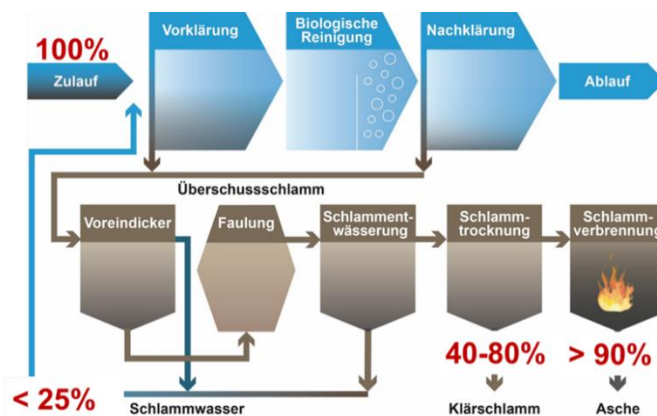 100%
Zulauf
Vorklärung
Biologische
Reinigung
Nachklärung
Ablauf
Überschussschlamm
Voreindicker
Faulung
Schlamment-
wässerung
Schlamm-
trocknung
Schlamm-
verbrennung
40-80%
> 90%
< 25%
Schlammwasser
Klärschlamm
Asche